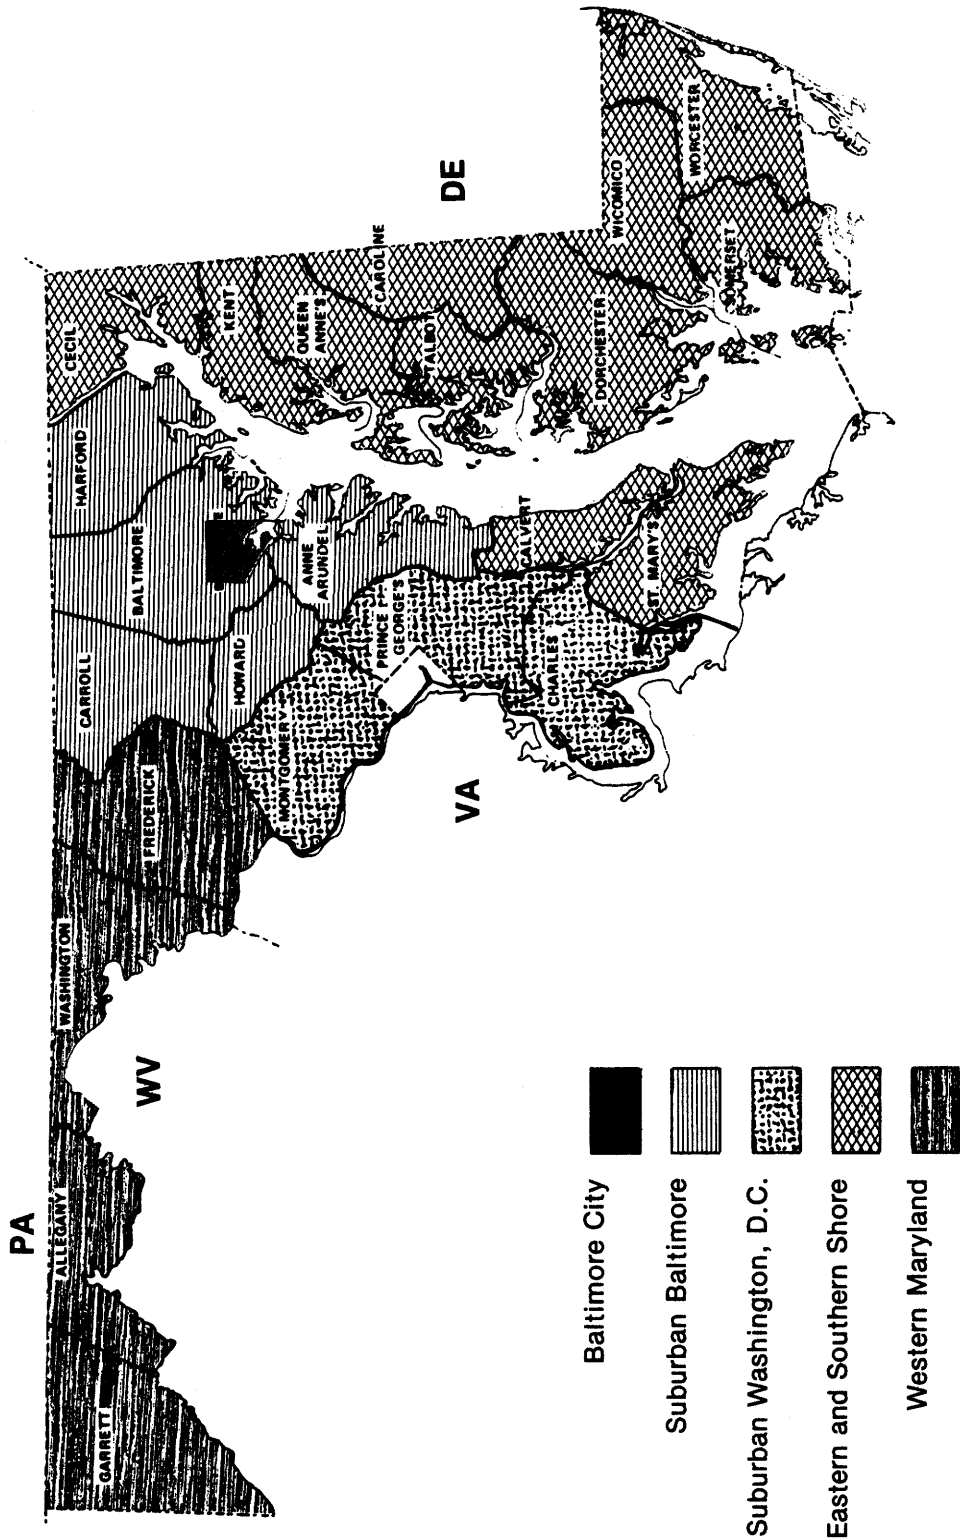 PA
WV
VA
DE
GARRETT
ALLEGANY
WASHINGTON
FREDERICK
CARROLL
BALTIMORE
HARFORD
CECIL
HOWARD
MONTGOMERY
ANNE
ARUNDEL
PRINCE
GEORGE'S
CHARLES
CALVERT
ST. MARY'S
KENT
QUEEN
ANNE'S
CAROLINE
TALBOT
DORCHESTER
WICOMICO
WORCESTER
SOMERSET
Baltimore City
Suburban Baltimore
Suburban Washington, D.C.
Eastern and Southern Shore
Western Maryland